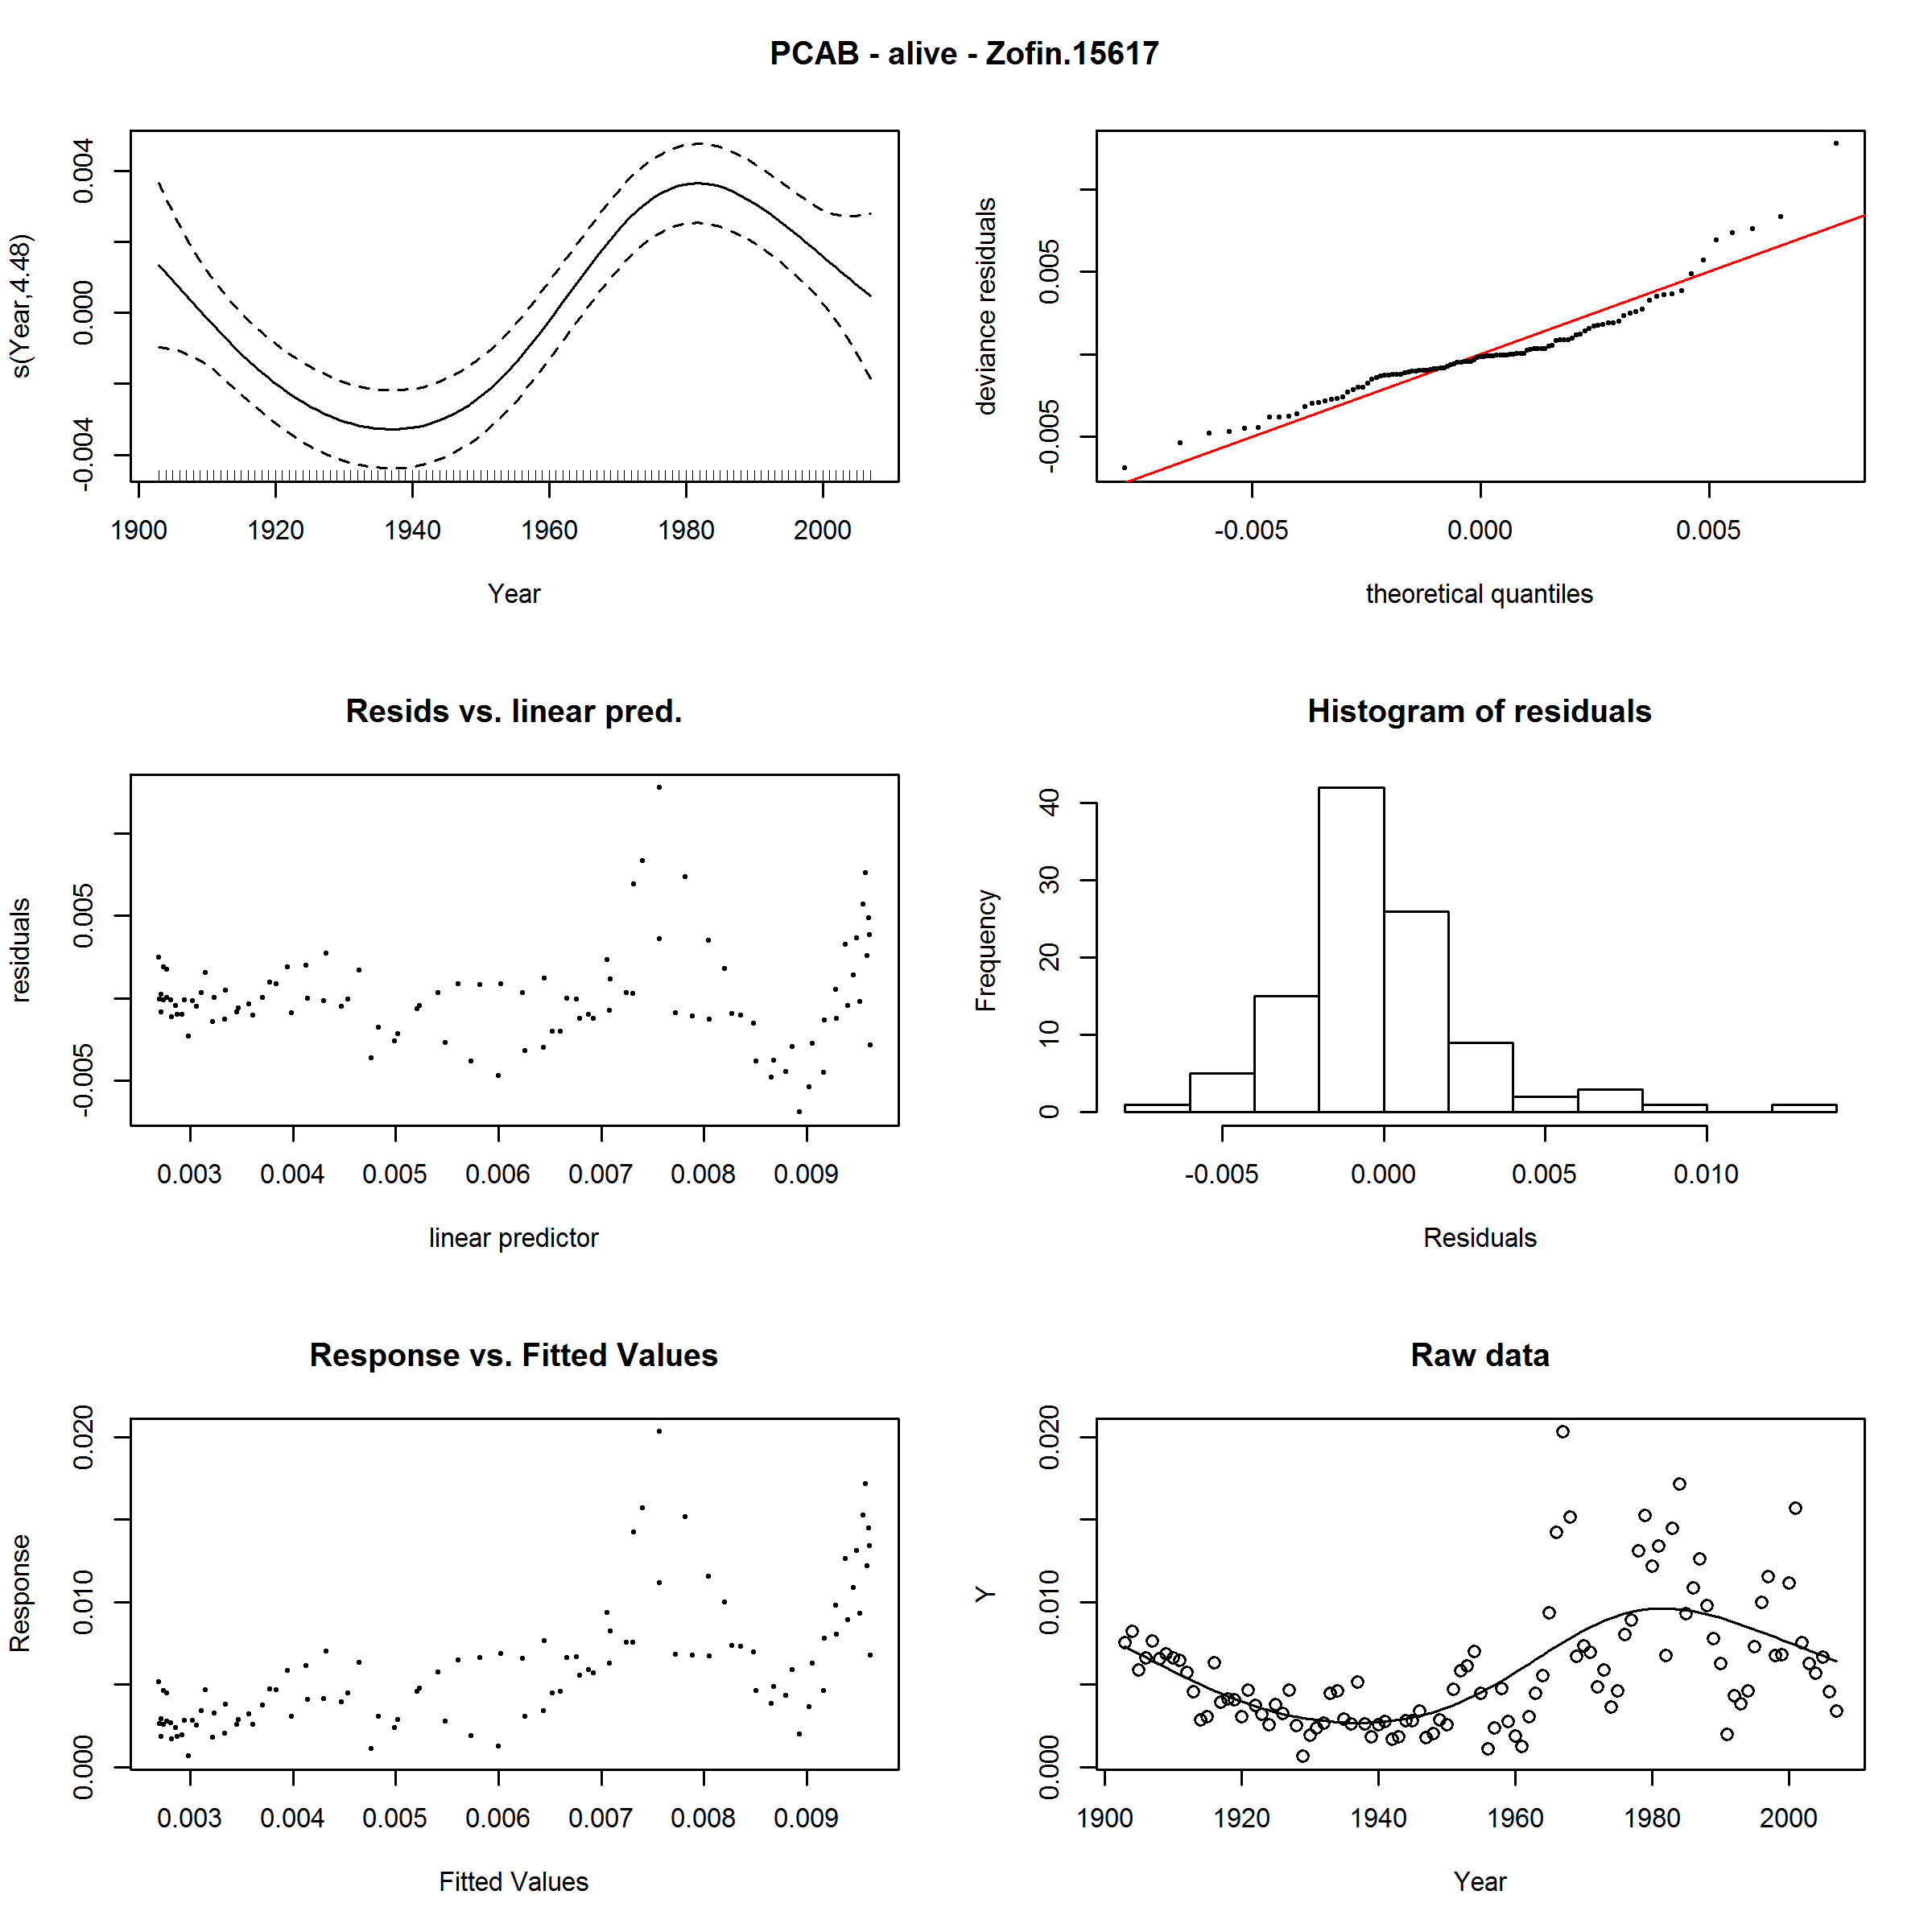 PCAB - alive - Zofin.15617
s(Year,4.48)
0.004
0.000
-0.004
1900 1920 1940 1960 1980 2000
Year
deviance residuals
0.005
-0.005
-0.005 0.000 0.005
theoretical quantiles
Resids vs. linear pred.
residuals
0.005
-0.005
0.003 0.004 0.005 0.006 0.007 0.008 0.009
linear predictor
Histogram of residuals
Frequency
40
30
20
10
0
-0.005 0.000 0.005 0.010
Residuals
Response vs. Fitted Values
Response
0.020
0.010
0.000
0.003 0.004 0.005 0.006 0.007 0.008 0.009
Fitted Values
Raw data
Y
0.020
0.010
0.000
1900 1920 1940 1960 1980 2000
Year